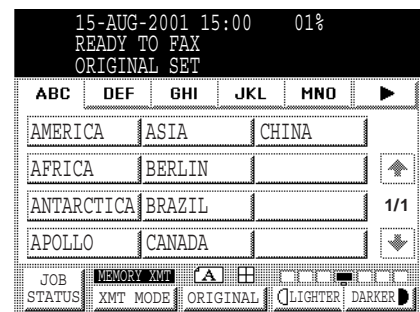 15-AUG-2001 15:00 01%
READY TO FAX
ORIGINAL SET
ABC DEF GHI JKL MNO
AMERICA ASIA CHINA
AFRICA BERLIN
ANTARCTICA BRAZIL 1/1
APOLLO CANADA
JOB STATUS MEMORY XMT A
XMT MODE ORIGINAL LIGHTER DARKER